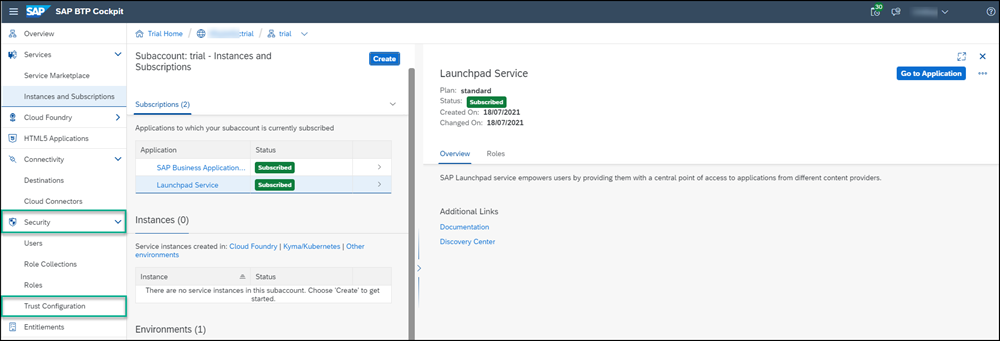 SAP
SAP BTP Cockpit
30
Overview
Services
Service Marketplace
Instances and Subscriptions
Cloud Foundry
HTML5 Applications
Connectivity
Destinations
Cloud Connectors
Security
Users
Role Collections
Roles
Trust Configuration
Entitlements
Trial Home /
trial /
trial
Subaccount: trial - Instances and
Subscriptions
Create
Subscriptions (2)
Applications to which your subaccount is currently subscribed
Application Status
SAP Business Application... Subscribed
Launchpad Service Subscribed
Instances (0)
Service instances created in: Cloud Foundry | Kyma/Kubernetes | Other
environments
Instance Status
There are no service instances in this subaccount. Choose 'Create' to get
started.
Environments (1)
Launchpad Service
Go to Application
Plan: standard
Status: Subscribed
Created On: 18/07/2021
Changed On: 18/07/2021
Overview Roles
SAP Launchpad service empowers users by providing them with a central point of access to applications from different content providers.
Additional Links
Documentation
Discovery Center